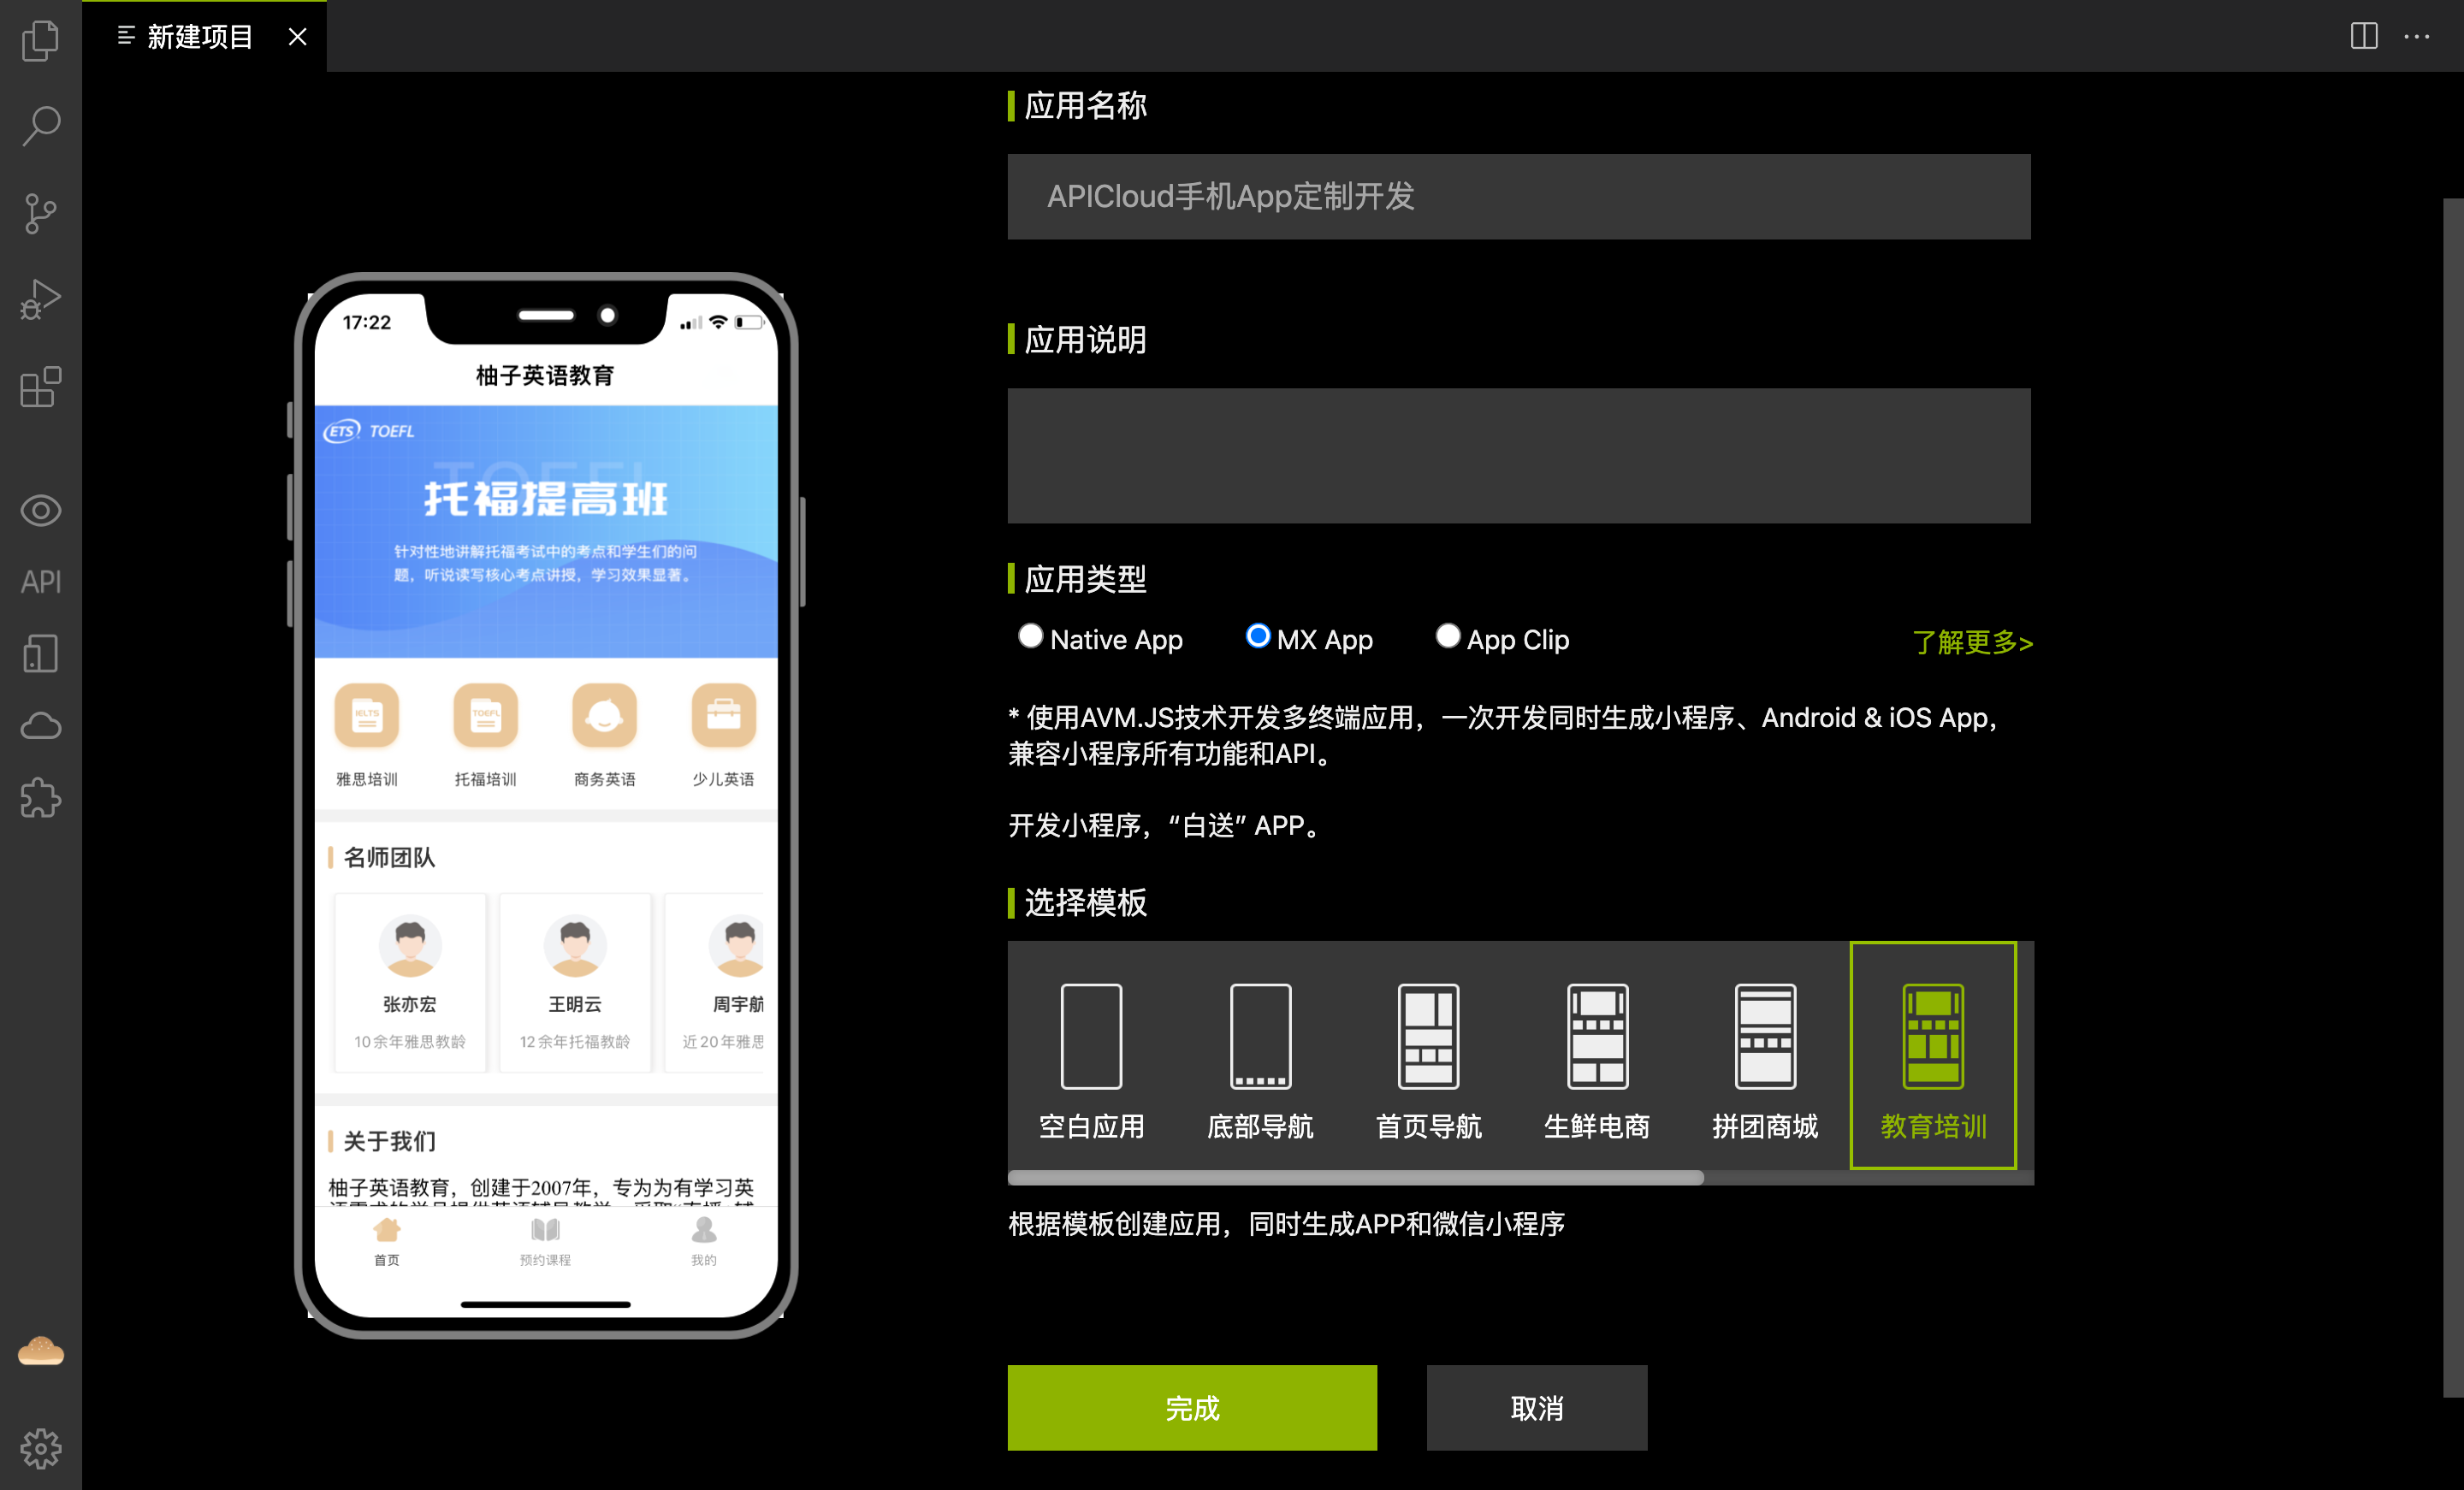 新建项目
API
17:22
柚子英语教育
ETS TOEFL
TOEFL
托福提高班
针对性地讲解托福考试中的考点和学生们的问
题，听说读写核心考点讲授，学习效果显著。
IELTS
TOEFL
雅思培训
托福培训
商务英语
少儿英语
名师团队
张亦宏
10余年雅思教龄
王明云
12余年托福教龄
周宇航
近20年雅思
关于我们
柚子英语教育，创建于2007年，专为为有学习英
首页
预约课程
我的
应用名称
APICloud手机App定制开发
应用说明
应用类型
Native App
MX App
App Clip
了解更多>
* 使用AVM.JS技术开发多终端应用，一次开发同时生成小程序、Android & iOS App，
兼容小程序所有功能和API。
开发小程序，“白送” APP。
选择模板
空白应用
底部导航
首页导航
生鲜电商
拼团商城
教育培训
根据模板创建应用，同时生成APP和微信小程序
完成
取消